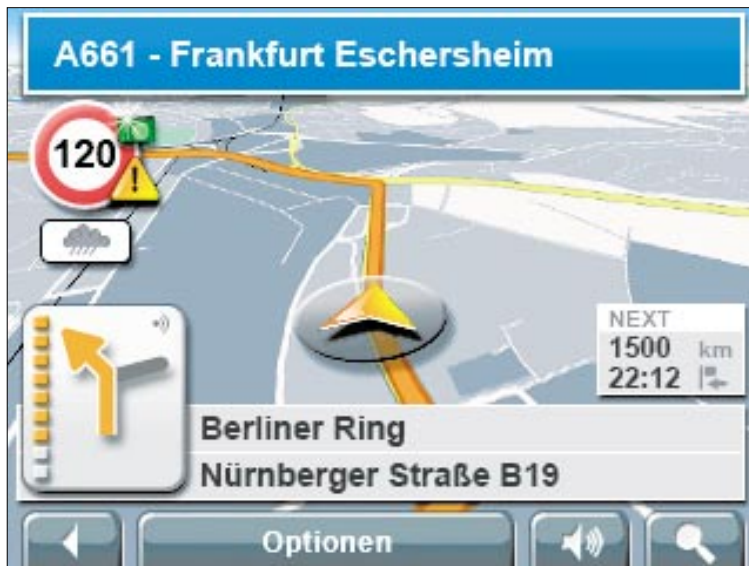 A661 - Frankfurt Eschersheim
120
!
NEXT
1500 km
22:12
Berliner Ring
Nürnberger Straße B19
Optionen